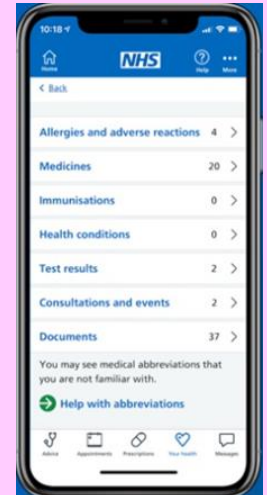 10:18
NHS
Home
Help
More
< Back
Allergies and adverse reactions 4
Medicines 20
Immunisations 0
Health conditions 0
Test results 2
Consultations and events 2
Documents 37
You may see medical abbreviations that
you are not familiar with.
Help with abbreviations
Advice Appointments Prescriptions Your health Messages